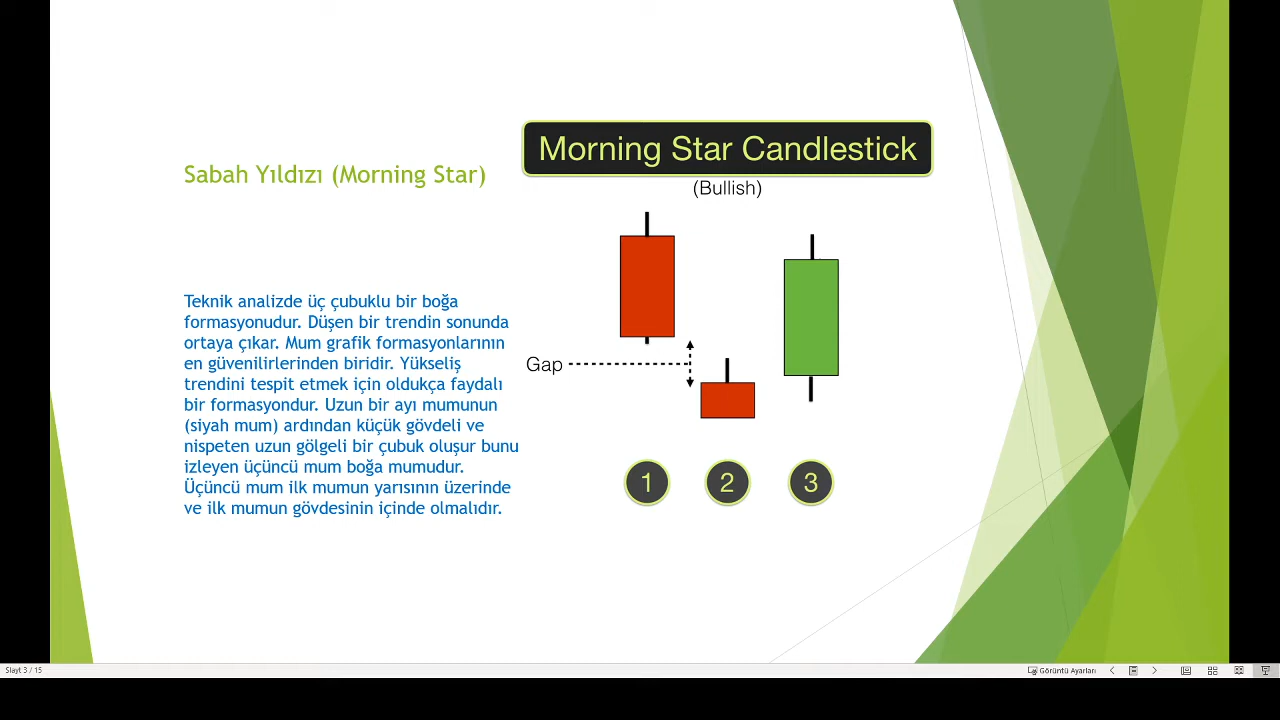 Sabah Yıldızı (Morning Star)
Teknik analizde üç çubuklu bir boğa
formasyonudur. Düşen bir trendin sonunda
ortaya çıkar. Mum grafik formasyonlarının
en güvenilirlerinden biridir. Yükseliş
trendini tespit etmek için oldukça faydalı
bir formasyondur. Uzun bir ayı mumunun
(siyah mum) ardından küçük gövdeli ve
nispeten uzun gölgeli bir çubuk oluşur bunu
izleyen üçüncü mum boğa mumudur.
Üçüncü mum ilk mumun yarısının üzerinde
ve ilk mumun gövdesinin içinde olmalıdır.
Morning Star Candlestick
(Bullish)
Gap
1
2
3
Slayt 3 / 15
Görüntü Ayarları